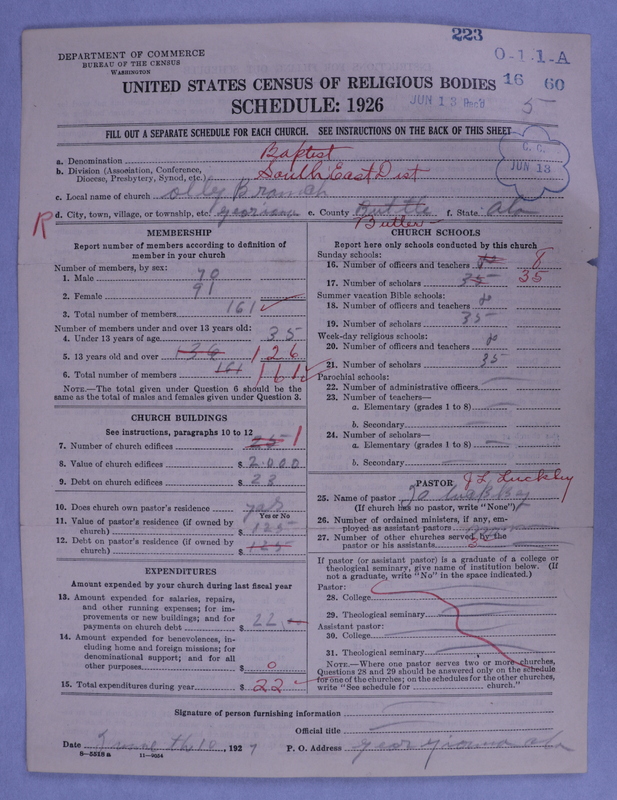 223
DEPARTMENT OF COMMERCE
BUREAU OF THE CENSUS
WASHINGTON
0-1 1-A
16 60
UNITED STATES CENSUS OF RELIGIOUS BODIES
SCHEDULE: 1926
JUN 13 Rec'd
5
FILL OUT A SEPARATE SCHEDULE FOR EACH CHURCH. SEE INSTRUCTIONS ON THE BACK OF THIS SHEET
C. C.
JUN 13
a. Denomination Baptist
b. Division (Association, Conference, Diocese, Presbytery, Synod, etc.) South East Dist
c. Local name of church olly Branch
R d. City, town, village, or township, etc. e. County Butler f. State Ala
MEMBERSHIP
Report number of members according to definition of
member in your church
Number of members, by sex:
1. Male 70
2. Female 91
3. Total number of members 161
Number of members under and over 13 years old:
4. Under 13 years of age 35
5. 13 years old and over 126
6. Total number of members 161 161
NOTE.—The total given under Question 6 should be the
same as the total of males and females given under Question 3.
CHURCH BUILDINGS
See instructions, paragraphs 10 to 12
7. Number of church edifices 25 1
8. Value of church edifices $ 2000
9. Debt on church edifices $ 28
10. Does church own pastor's residence yes
Yes or No
11. Value of pastor's residence (if owned by
church) $ 125
12. Debt on pastor's residence (if owned by
church) $ 125
EXPENDITURES
Amount expended by your church during last fiscal year
13. Amount expended for salaries, repairs,
and other running expenses; for im-
provements or new buildings; and for
payments on church debt $ 22
14. Amount expended for benevolences, in-
cluding home and foreign missions; for
denominational support; and for all
other purposes $ 0
15. Total expenditures during year $ 22
CHURCH SCHOOLS
Report here only schools conducted by this church
Sunday schools:
16. Number of officers and teachers 8
17. Number of scholars 35 35
Summer vacation Bible schools:
18. Number of officers and teachers
19. Number of scholars 35
Week-day religious schools:
20. Number of officers and teachers
21. Number of scholars 35
Parochial schools:
22. Number of administrative officers
23. Number of teachers—
a. Elementary (grades 1 to 8)
b. Secondary
24. Number of scholars—
a. Elementary (grades 1 to 8)
b. Secondary
PASTOR J L Luckley
25. Name of pastor
(If church has no pastor, write "None")
26. Number of ordained ministers, if any, em-
ployed as assistant pastors
27. Number of other churches served by the
pastor or his assistants
If pastor (or assistant pastor) is a graduate of a college or
theological seminary, give name of institution below. (If
not a graduate, write "No" in the space indicated.)
Pastor:
28. College
29. Theological seminary
Assistant pastor:
30. College
31. Theological seminary
NOTE.—Where one pastor serves two or more churches,
Questions 28 and 29 should be answered only on the schedule
for one of the churches; on the schedules for the other churches,
write "See schedule for church."
Signature of person furnishing information
Official title
Date June th 10, 1927 P. O. Address Georgiana ala
8—5518 a 11—9554